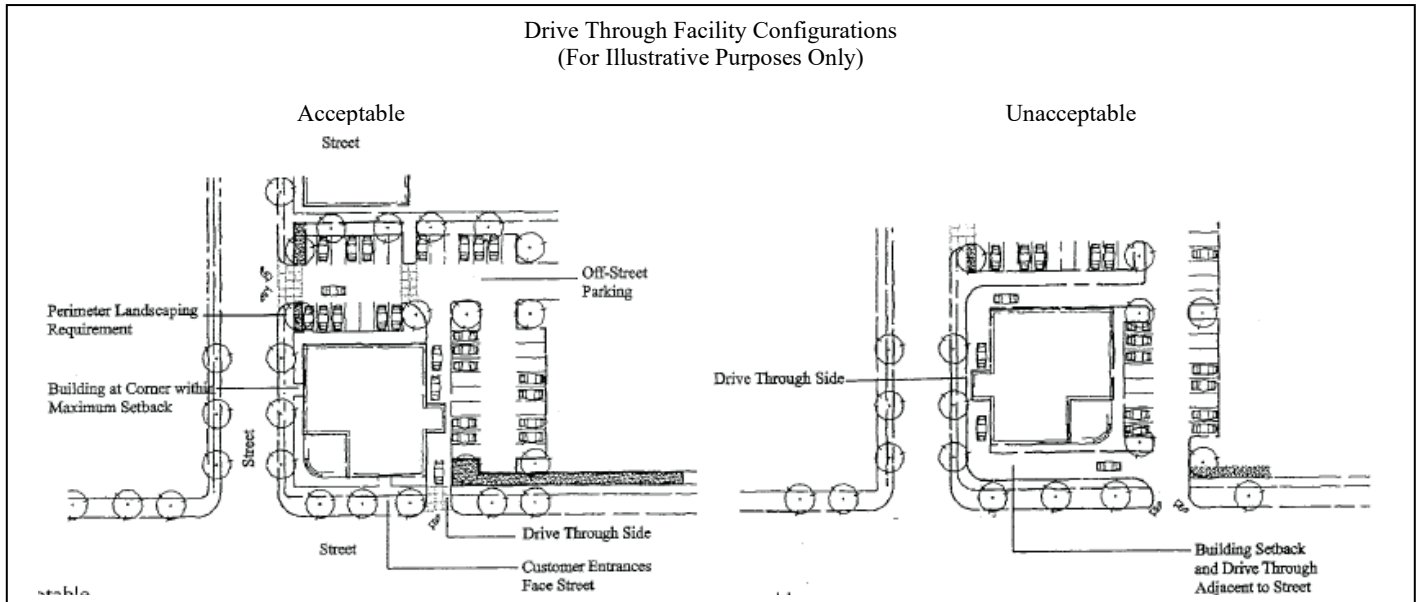 Drive Through Facility Configurations
(For Illustrative Purposes Only)
Acceptable
Street
Off-Street
Parking
Perimeter Landscaping
Requirement
Building at Corner within
Maximum Setback
Street
Street
Drive Through Side
Customer Entrances
Face Street
Unacceptable
Drive Through Side
Building Setback
and Drive Through
Adjacent to Street